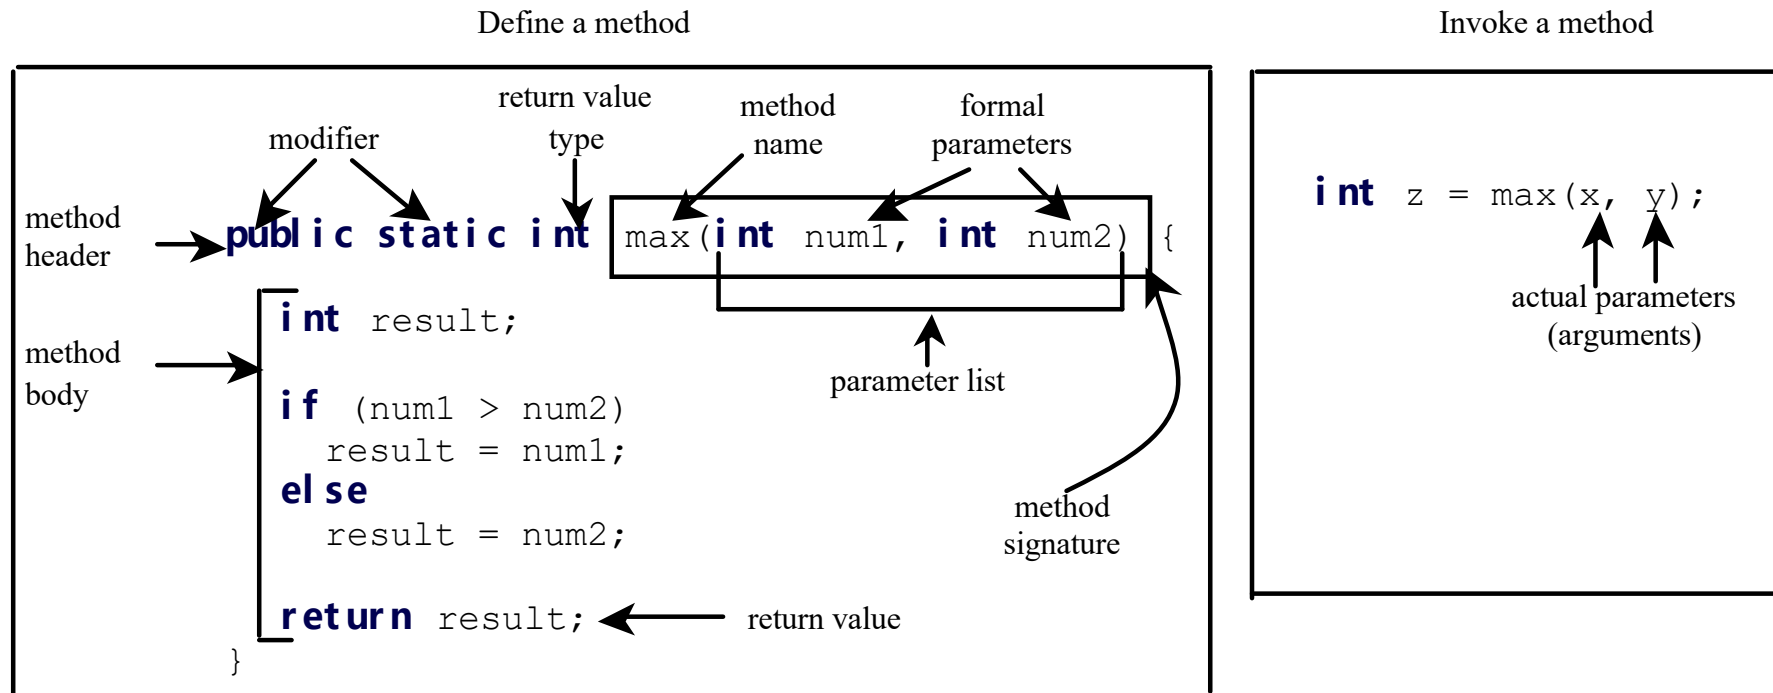 Define a method
Invoke a method
return value
type
method
name
formal
parameters
modifier
method
header
public static int max(int num1, int num2) {
int result;
method
body
parameter list
if (num1 > num2)
result = num1;
else
result = num2;
method
signature
return result;
return value
}
int z = max(x, y);
actual parameters
(arguments)